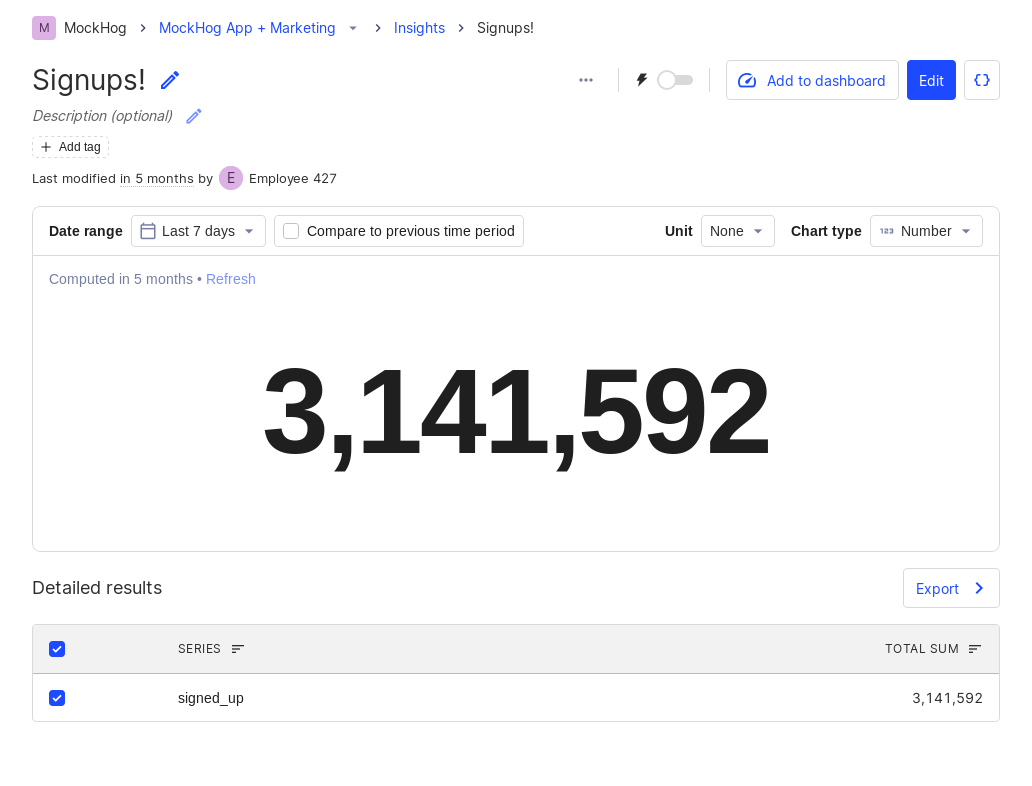 M MockHog > MockHog App + Marketing > Insights > Signups!
Signups!
Add to dashboard
Edit
Description (optional)
Add tag
Last modified in 5 months by E Employee 427
Date range Last 7 days Compare to previous time period Unit None Chart type 123 Number
Computed in 5 months • Refresh
3,141,592
Detailed results
Export
SERIES TOTAL SUM
signed_up 3,141,592